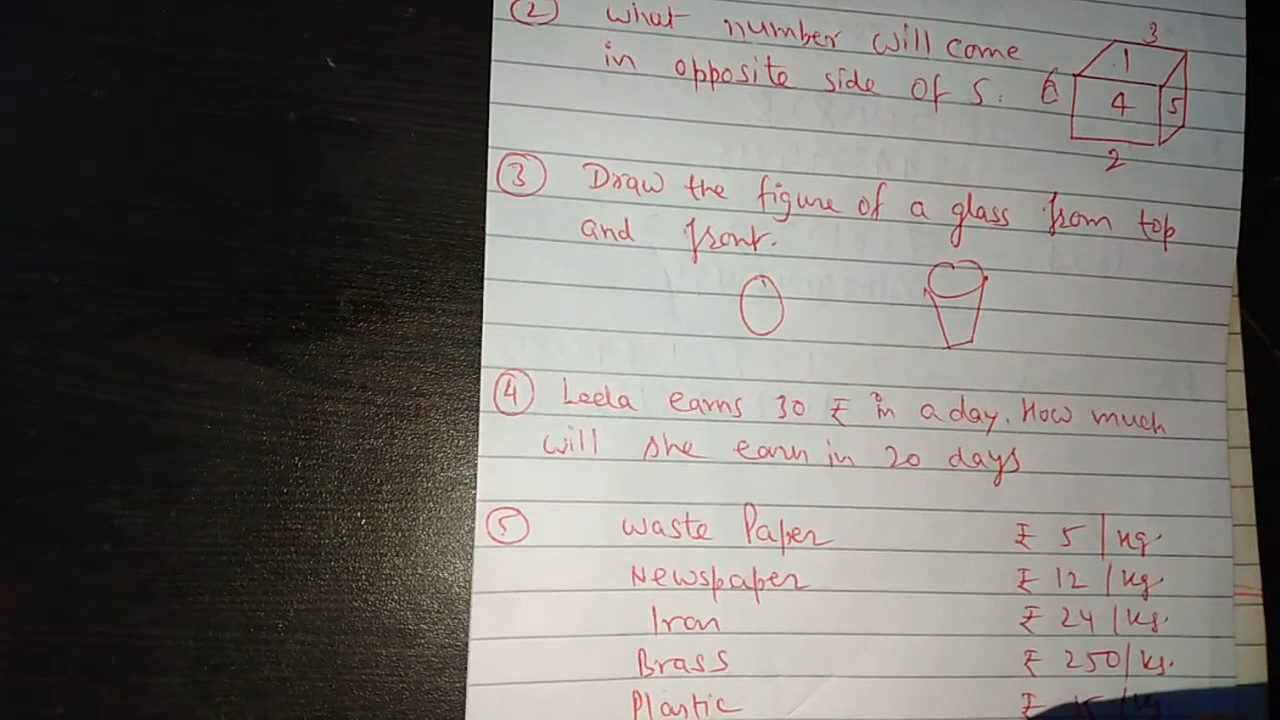 ② What number will come
in opposite side of 5.
3
1
6
4
5
2
③ Draw the figure of a glass from top
and front.
④ Leela earns 30 ₹ in a day. How much
will she earn in 20 days
⑤ Waste Paper ₹ 5/kg.
Newspaper ₹ 12/kg
Iron ₹ 24/kg.
Brass ₹ 250/kg.
Plastic ₹